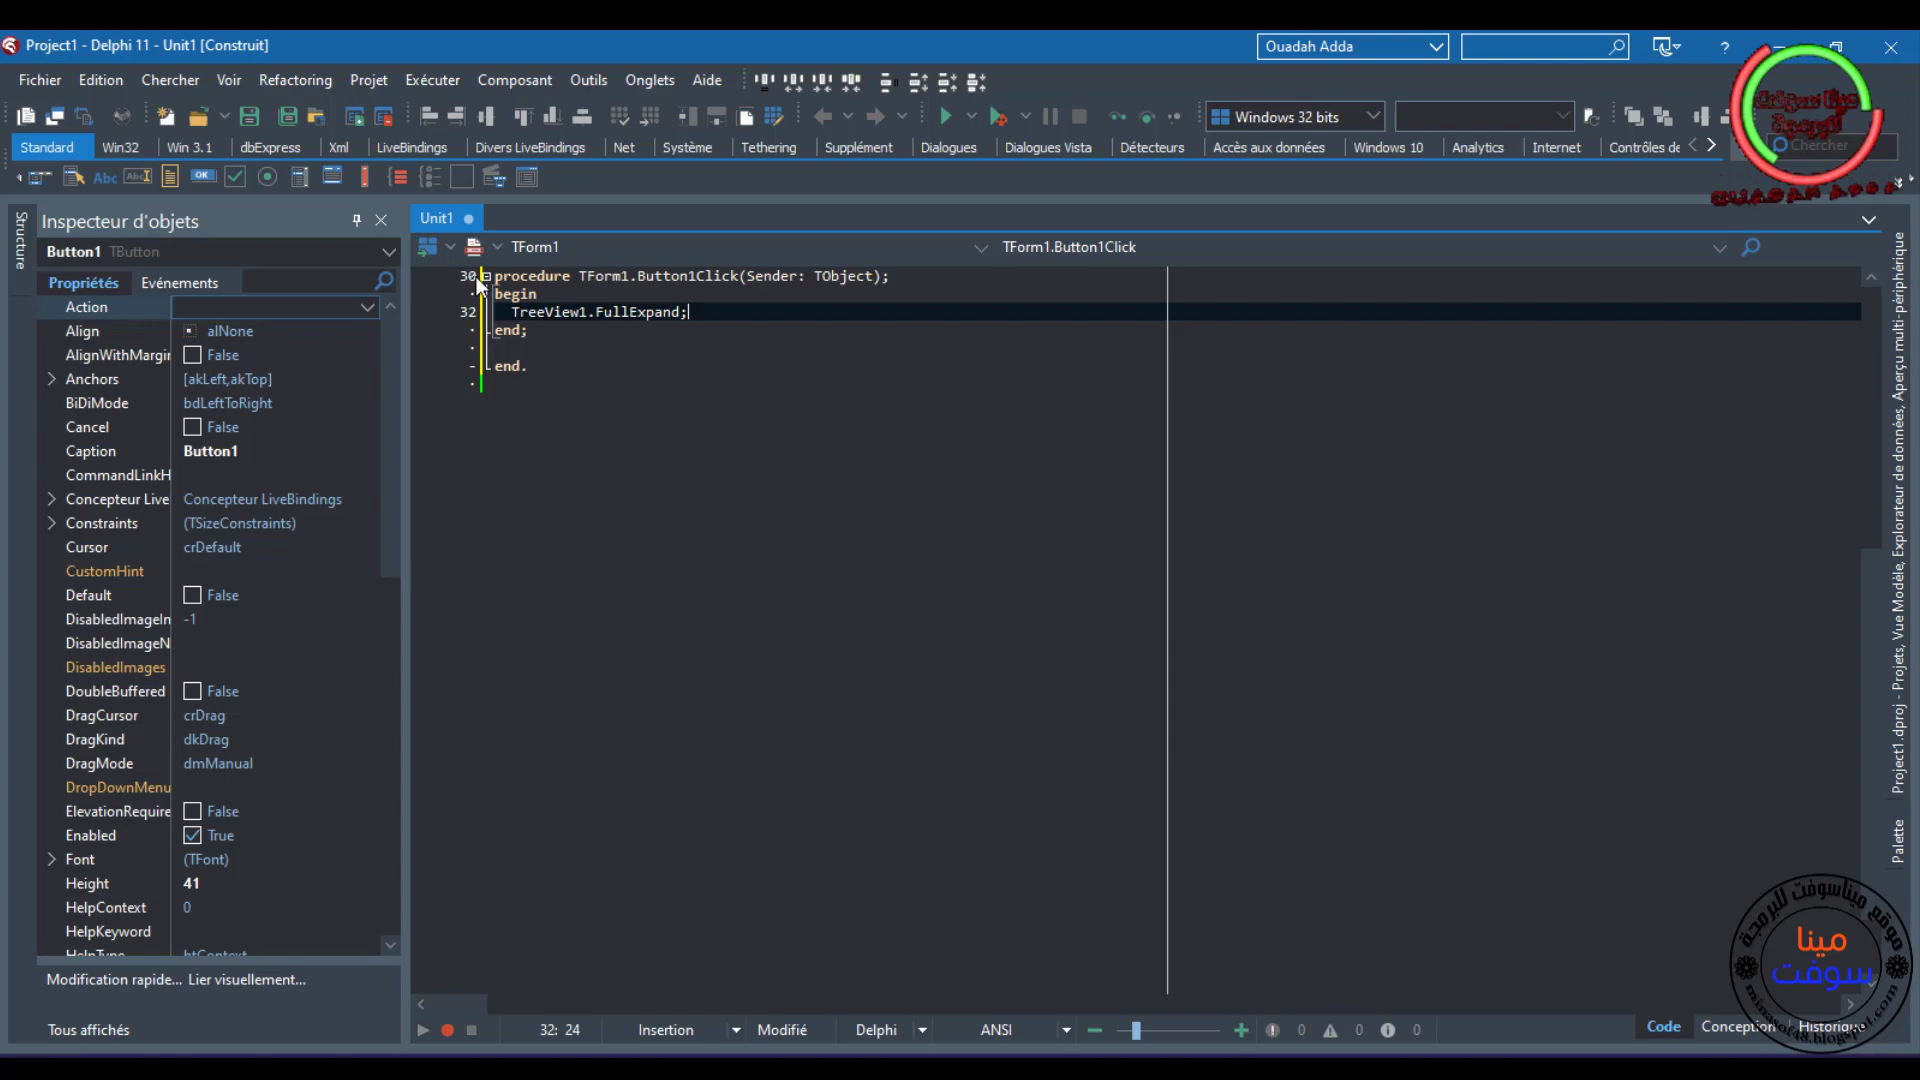 Project1 - Delphi 11 - Unit1 [Construit]
Ouadah Adda
?
Fichier Edition Chercher Voir Refactoring Projet Exécuter Composant Outils Onglets Aide
Windows 32 bits
Standard Win32 Win 3.1 dbExpress Xml LiveBindings Divers LiveBindings Net Système Tethering Supplément Dialogues Dialogues Vista Détecteurs Accès aux données Windows 10 Analytics Internet Contrôles de
Chercher
OUADAH ADDA
Structure
Inspecteur d'objets
Button1 TButton
Propriétés Evénements
Action
Align alNone
AlignWithMargin False
Anchors [akLeft,akTop]
BiDiMode bdLeftToRight
Cancel False
Caption Button1
CommandLinkH
Concepteur Live Concepteur LiveBindings
Constraints (TSizeConstraints)
Cursor crDefault
CustomHint
Default False
DisabledImageIn -1
DisabledImageN
DisabledImages
DoubleBuffered False
DragCursor crDrag
DragKind dkDrag
DragMode dmManual
DropDownMenu
ElevationRequire False
Enabled True
Font (TFont)
Height 41
HelpContext 0
HelpKeyword
HelpType htContext
Modification rapide... Lier visuellement...
Tous affichés
Unit1
TForm1 TForm1.Button1Click
30 procedure TForm1.Button1Click(Sender: TObject);
begin
32 TreeView1.FullExpand;
end;
end.
32: 24 Insertion Modifié Delphi ANSI 0 0 0
Code Conception Historique
Project1.dproj - Projets, Vue Modèle, Explorateur de données, Aperçu multi-périphérique
Palette
موقع ميناسوفت للبرمجة
مينا
سوفت